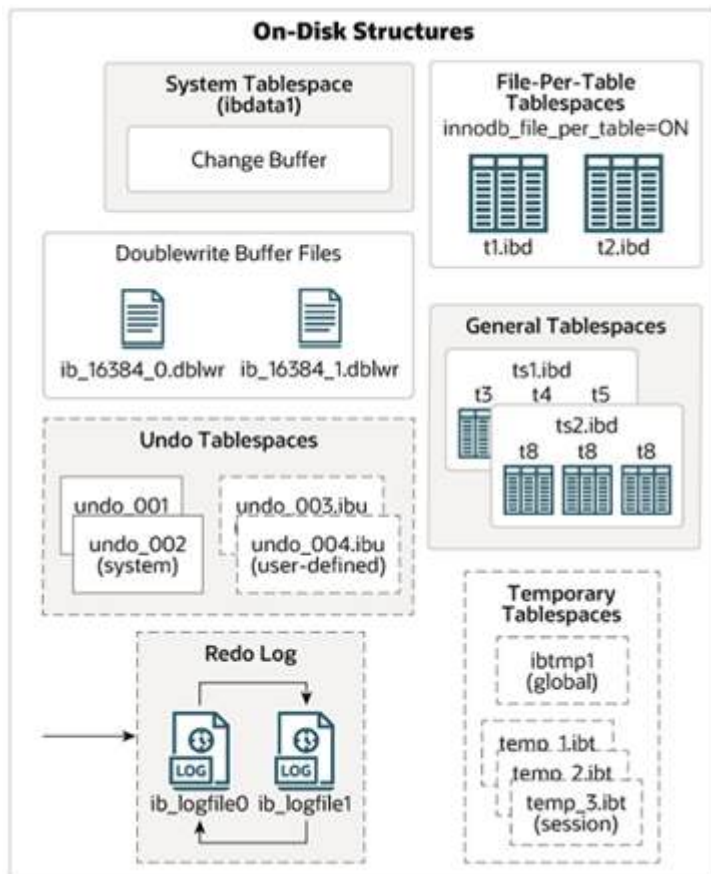 On-Disk Structures
System Tablespace
(ibdata1)
Change Buffer
File-Per-Table
Tablespaces
innodb_file_per_table=ON
t1.ibd t2.ibd
Doublewrite Buffer Files
ib_16384_0.dblwr ib_16384_1.dblwr
General Tablespaces
ts1.ibd
t3 t4 t5
ts2.ibd
t8 t8 t8
Undo Tablespaces
undo_001
undo_002
(system)
undo_003.ibu
undo_004.ibu
(user-defined)
Temporary
Tablespaces
ibtmp1
(global)
temp_1.ibt
temp_2.ibt
temp_3.ibt
(session)
Redo Log
LOG LOG
ib_logfile0 ib_logfile1